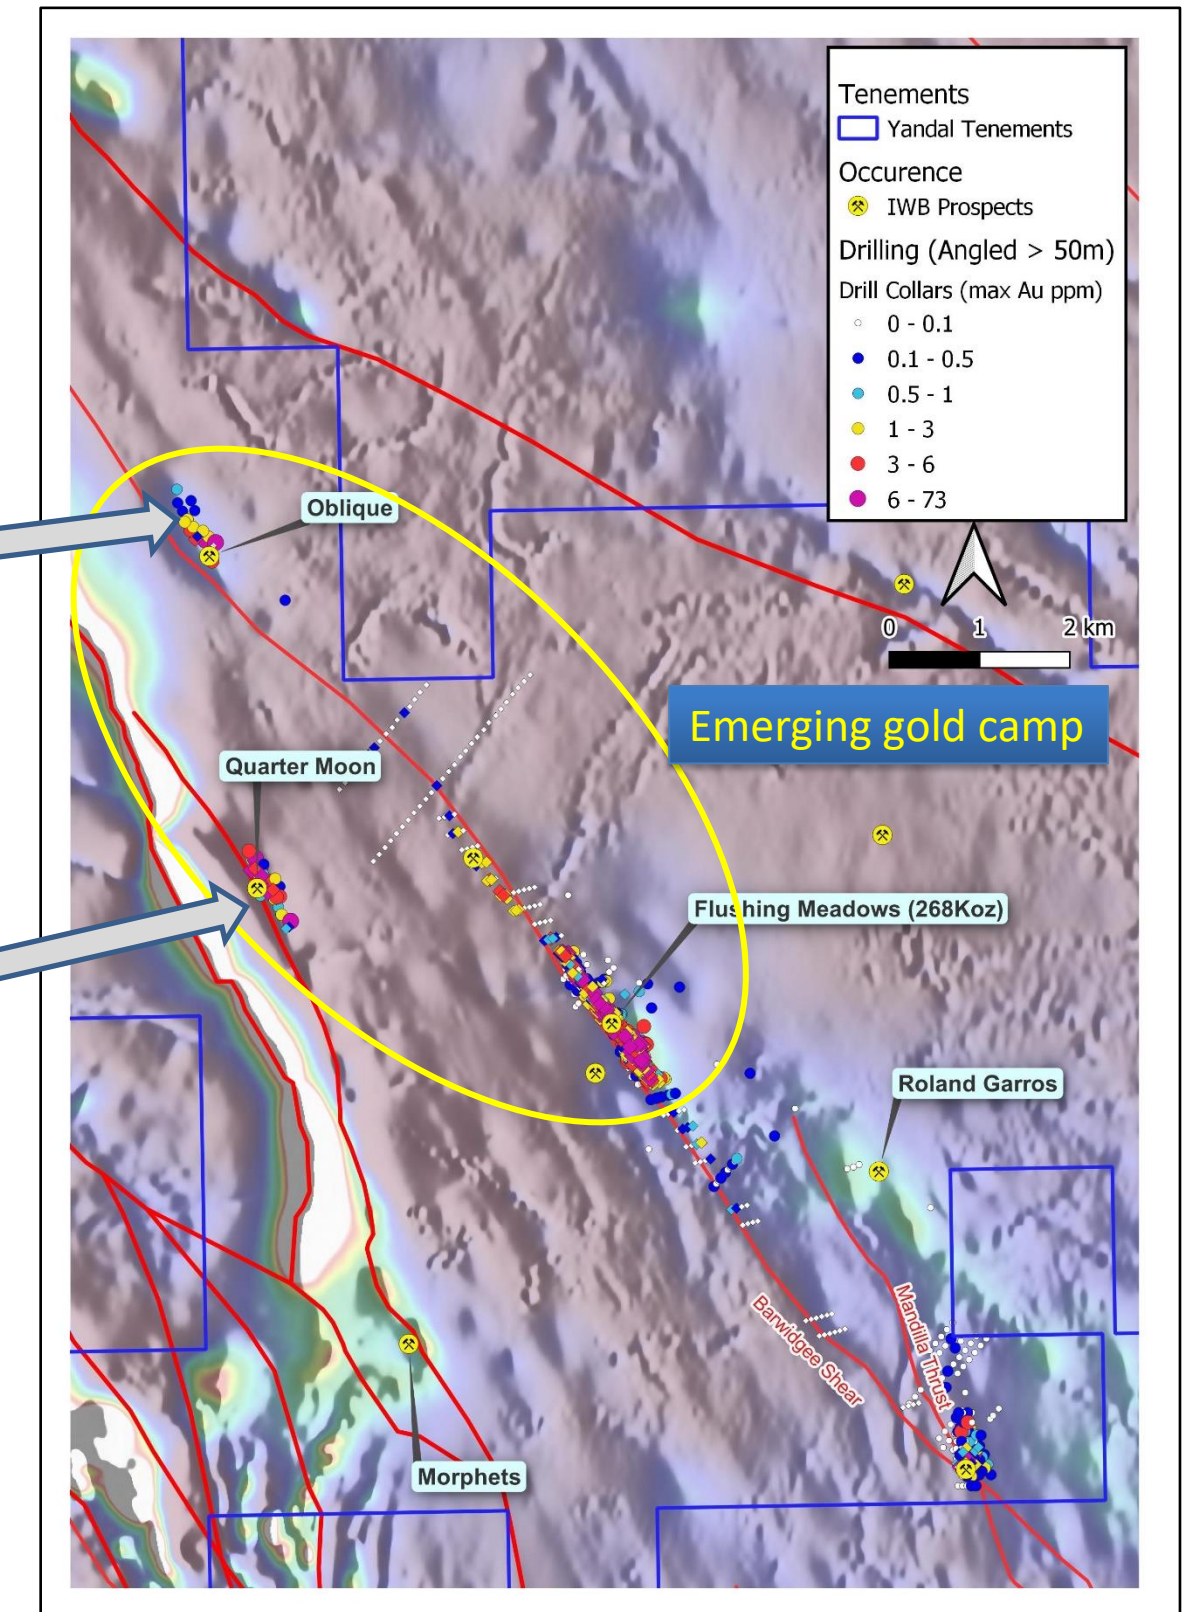 Tenements
Yandal Tenements
Occurence
IWB Prospects
Drilling (Angled > 50m)
Drill Collars (max Au ppm)
0 - 0.1
0.1 - 0.5
0.5 - 1
1 - 3
3 - 6
6 - 73
Oblique
0 1 2 km
Emerging gold camp
Quarter Moon
Flushing Meadows (268Koz)
Roland Garros
Barwidgee Shear
Mandilla Thrust
Morphets